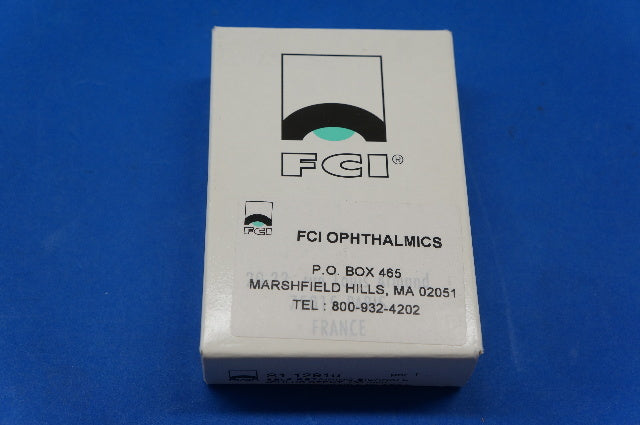 FCI®
FCI
FCI OPHTHALMICS
P.O. BOX 465
MARSHFIELD HILLS, MA 02051
TEL : 800-932-4202
FRANCE